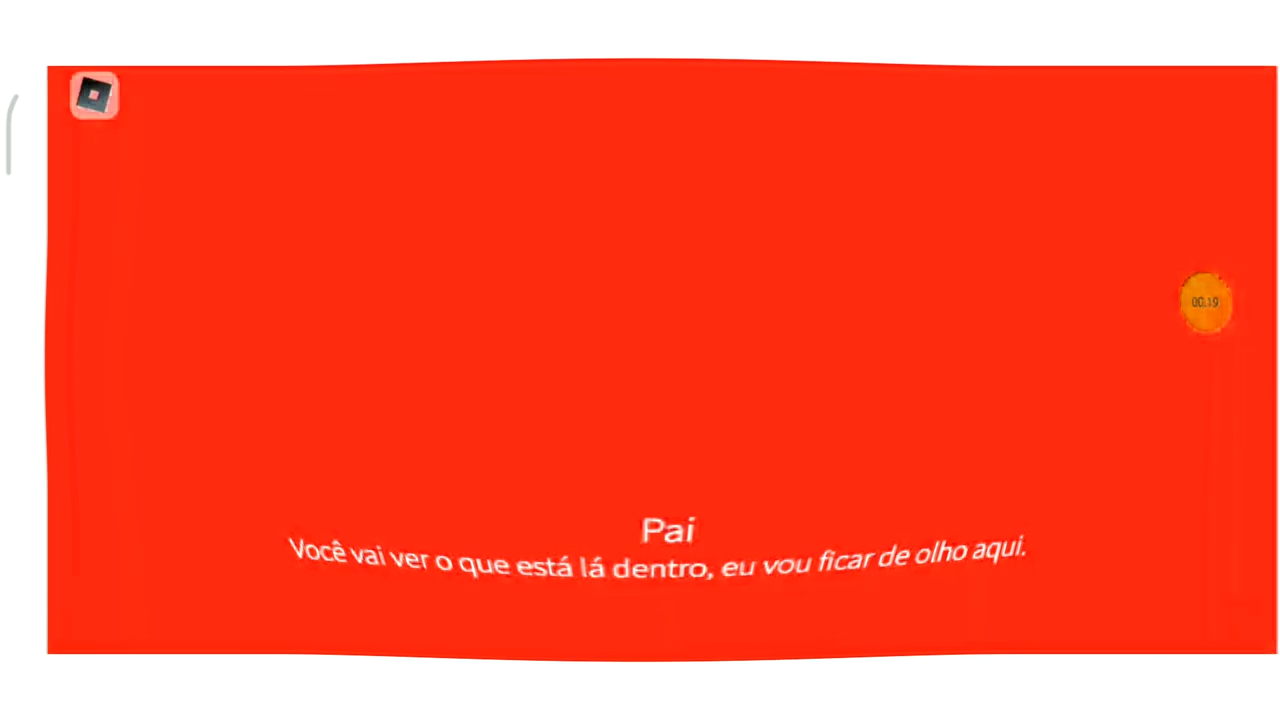 00:19
Pai
Você vai ver o que está lá dentro, eu vou ficar de olho aqui.